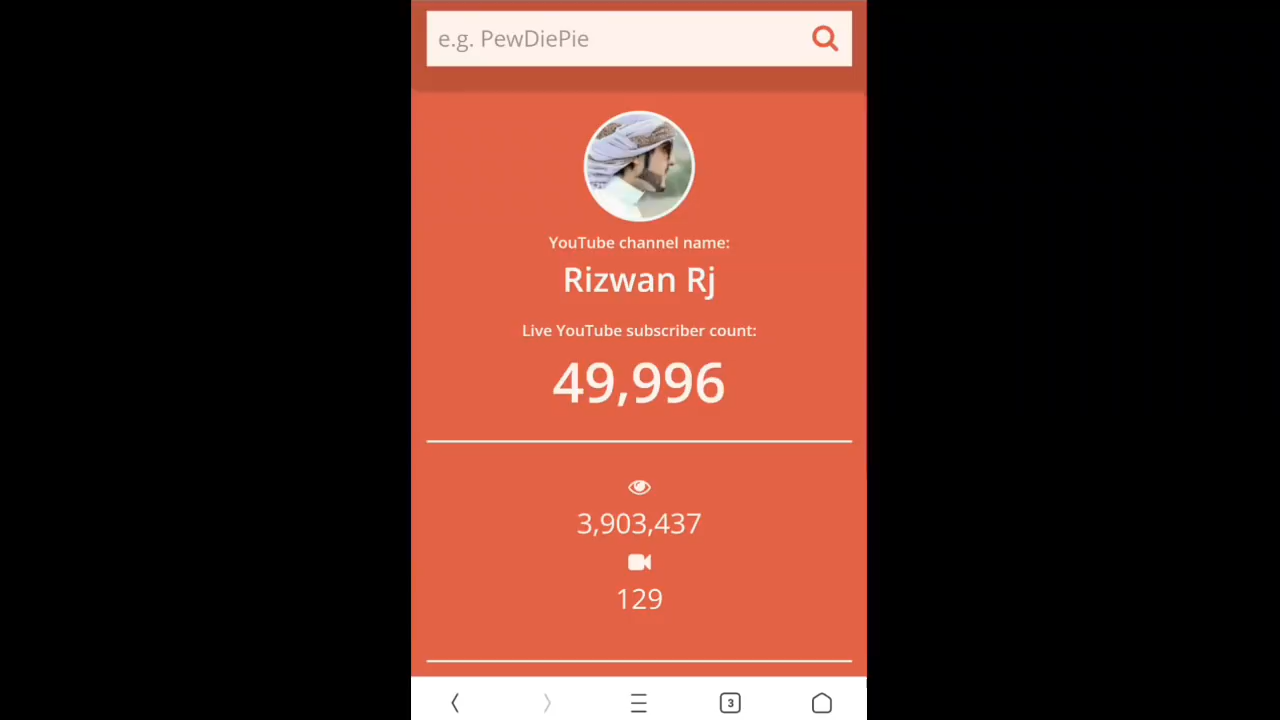 e.g. PewDiePie
YouTube channel name:
Rizwan Rj
Live YouTube subscriber count:
49,996
3,903,437
129
3